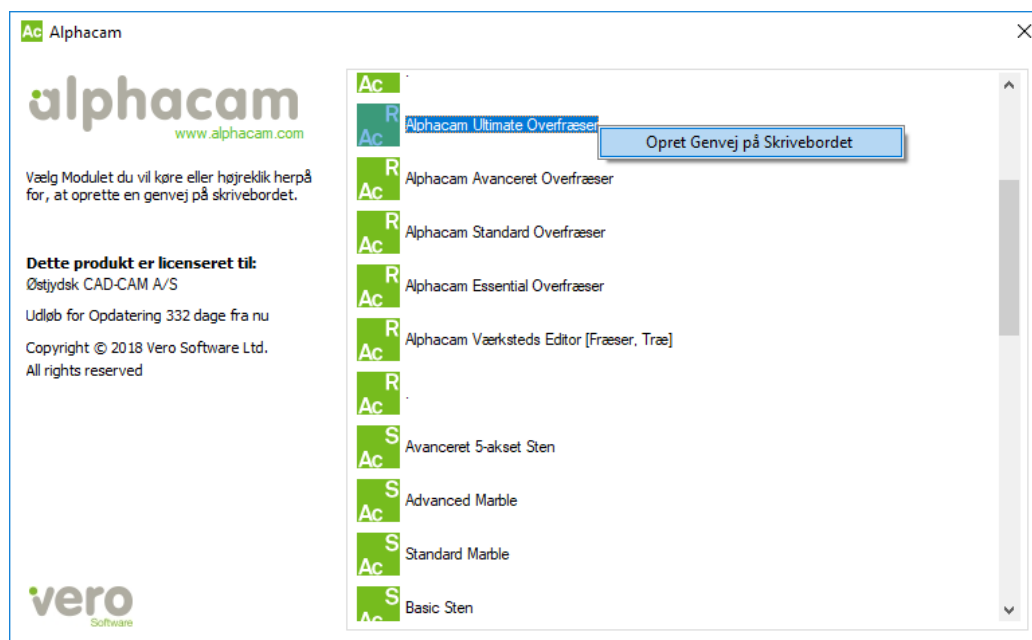 Ac Alphacam
alphacam
www.alphacam.com
Vælg Modulet du vil køre eller højreklik herpå
for, at oprette en genvej på skrivebordet.
Dette produkt er licenseret til:
Østjydsk CAD-CAM A/S
Udløb for Opdatering 332 dage fra nu
Copyright © 2018 Vero Software Ltd.
All rights reserved
vero
Software
Ac .
R Ac Alphacam Ultimate Overfræser
Opret Genvej på Skrivebordet
R Ac Alphacam Avanceret Overfræser
R Ac Alphacam Standard Overfræser
R Ac Alphacam Essential Overfræser
R Ac Alphacam Værksteds Editor [Fræser, Træ]
R Ac .
S Ac Avanceret 5-akset Sten
S Ac Advanced Marble
S Ac Standard Marble
S Ac Basic Sten